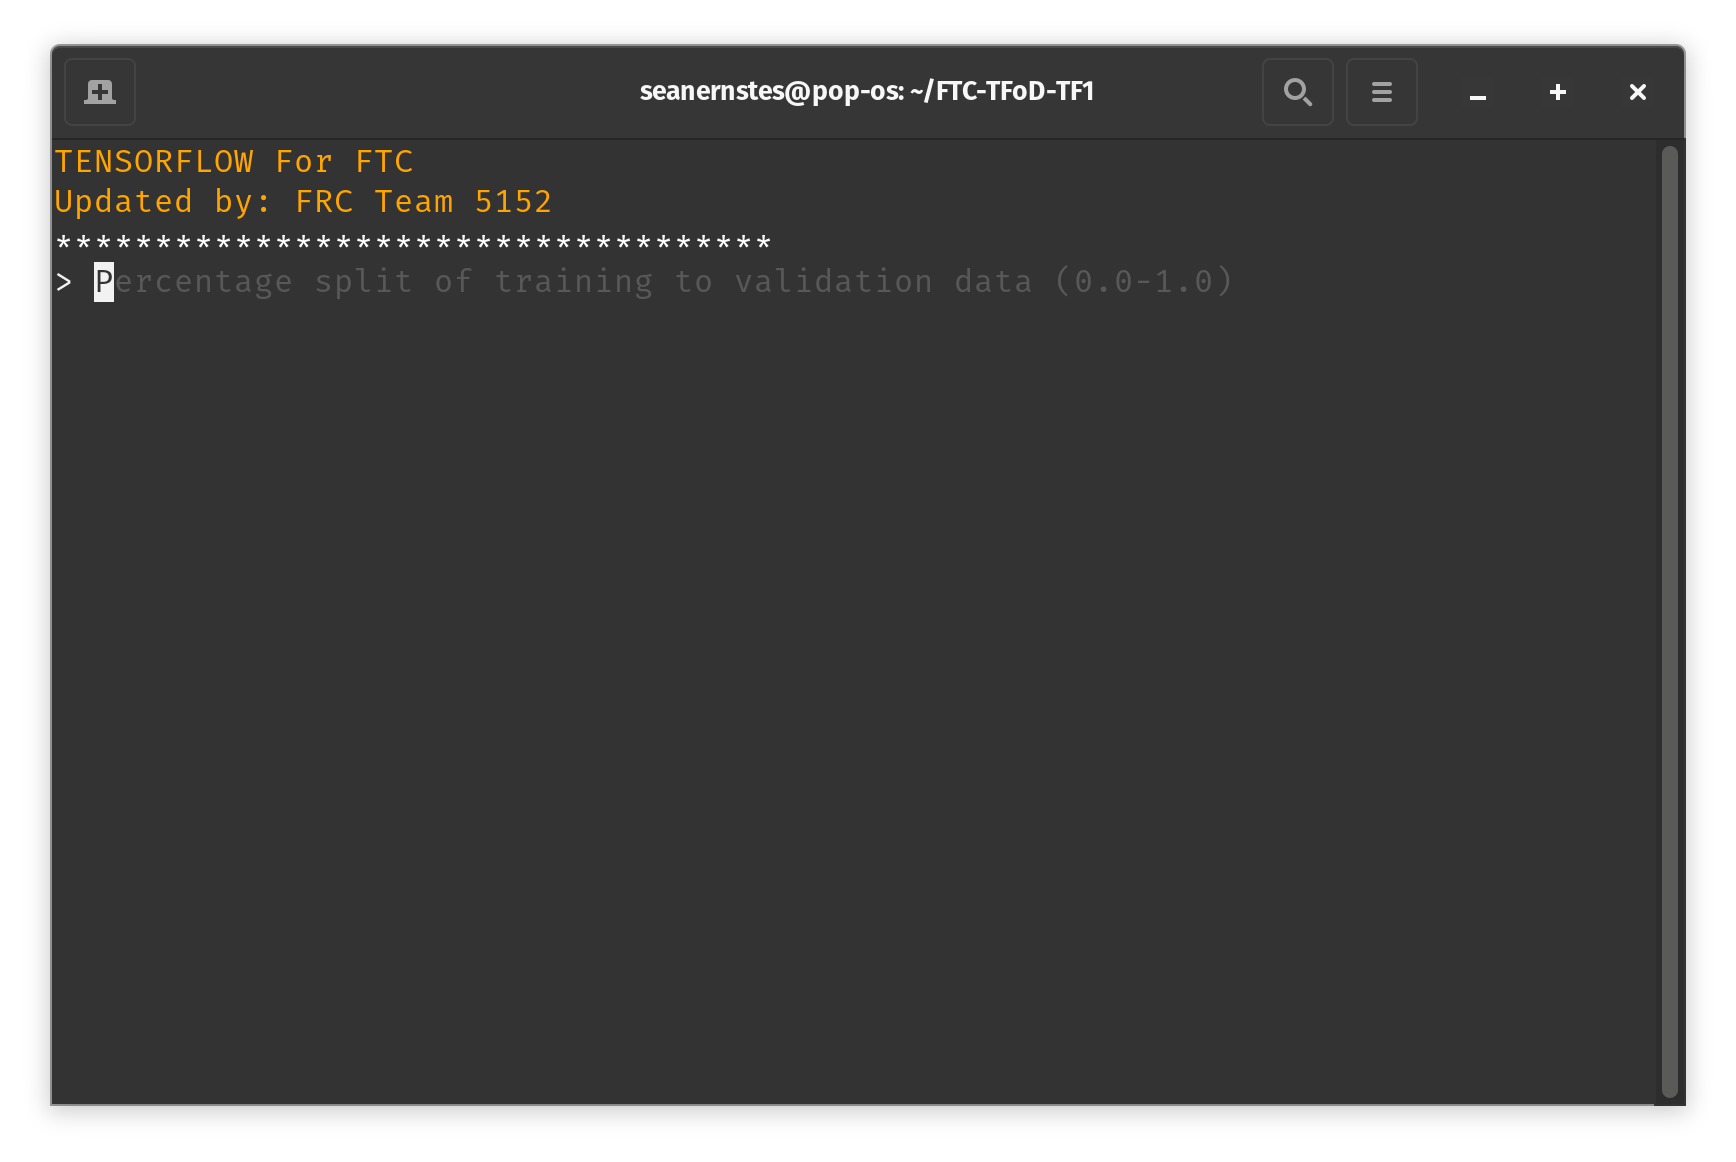 seanernstes@pop-os: ~/FTC-TFoD-TF1
TENSORFLOW For FTC
Updated by: FRC Team 5152
************************************
> Percentage split of training to validation data (0.0-1.0)